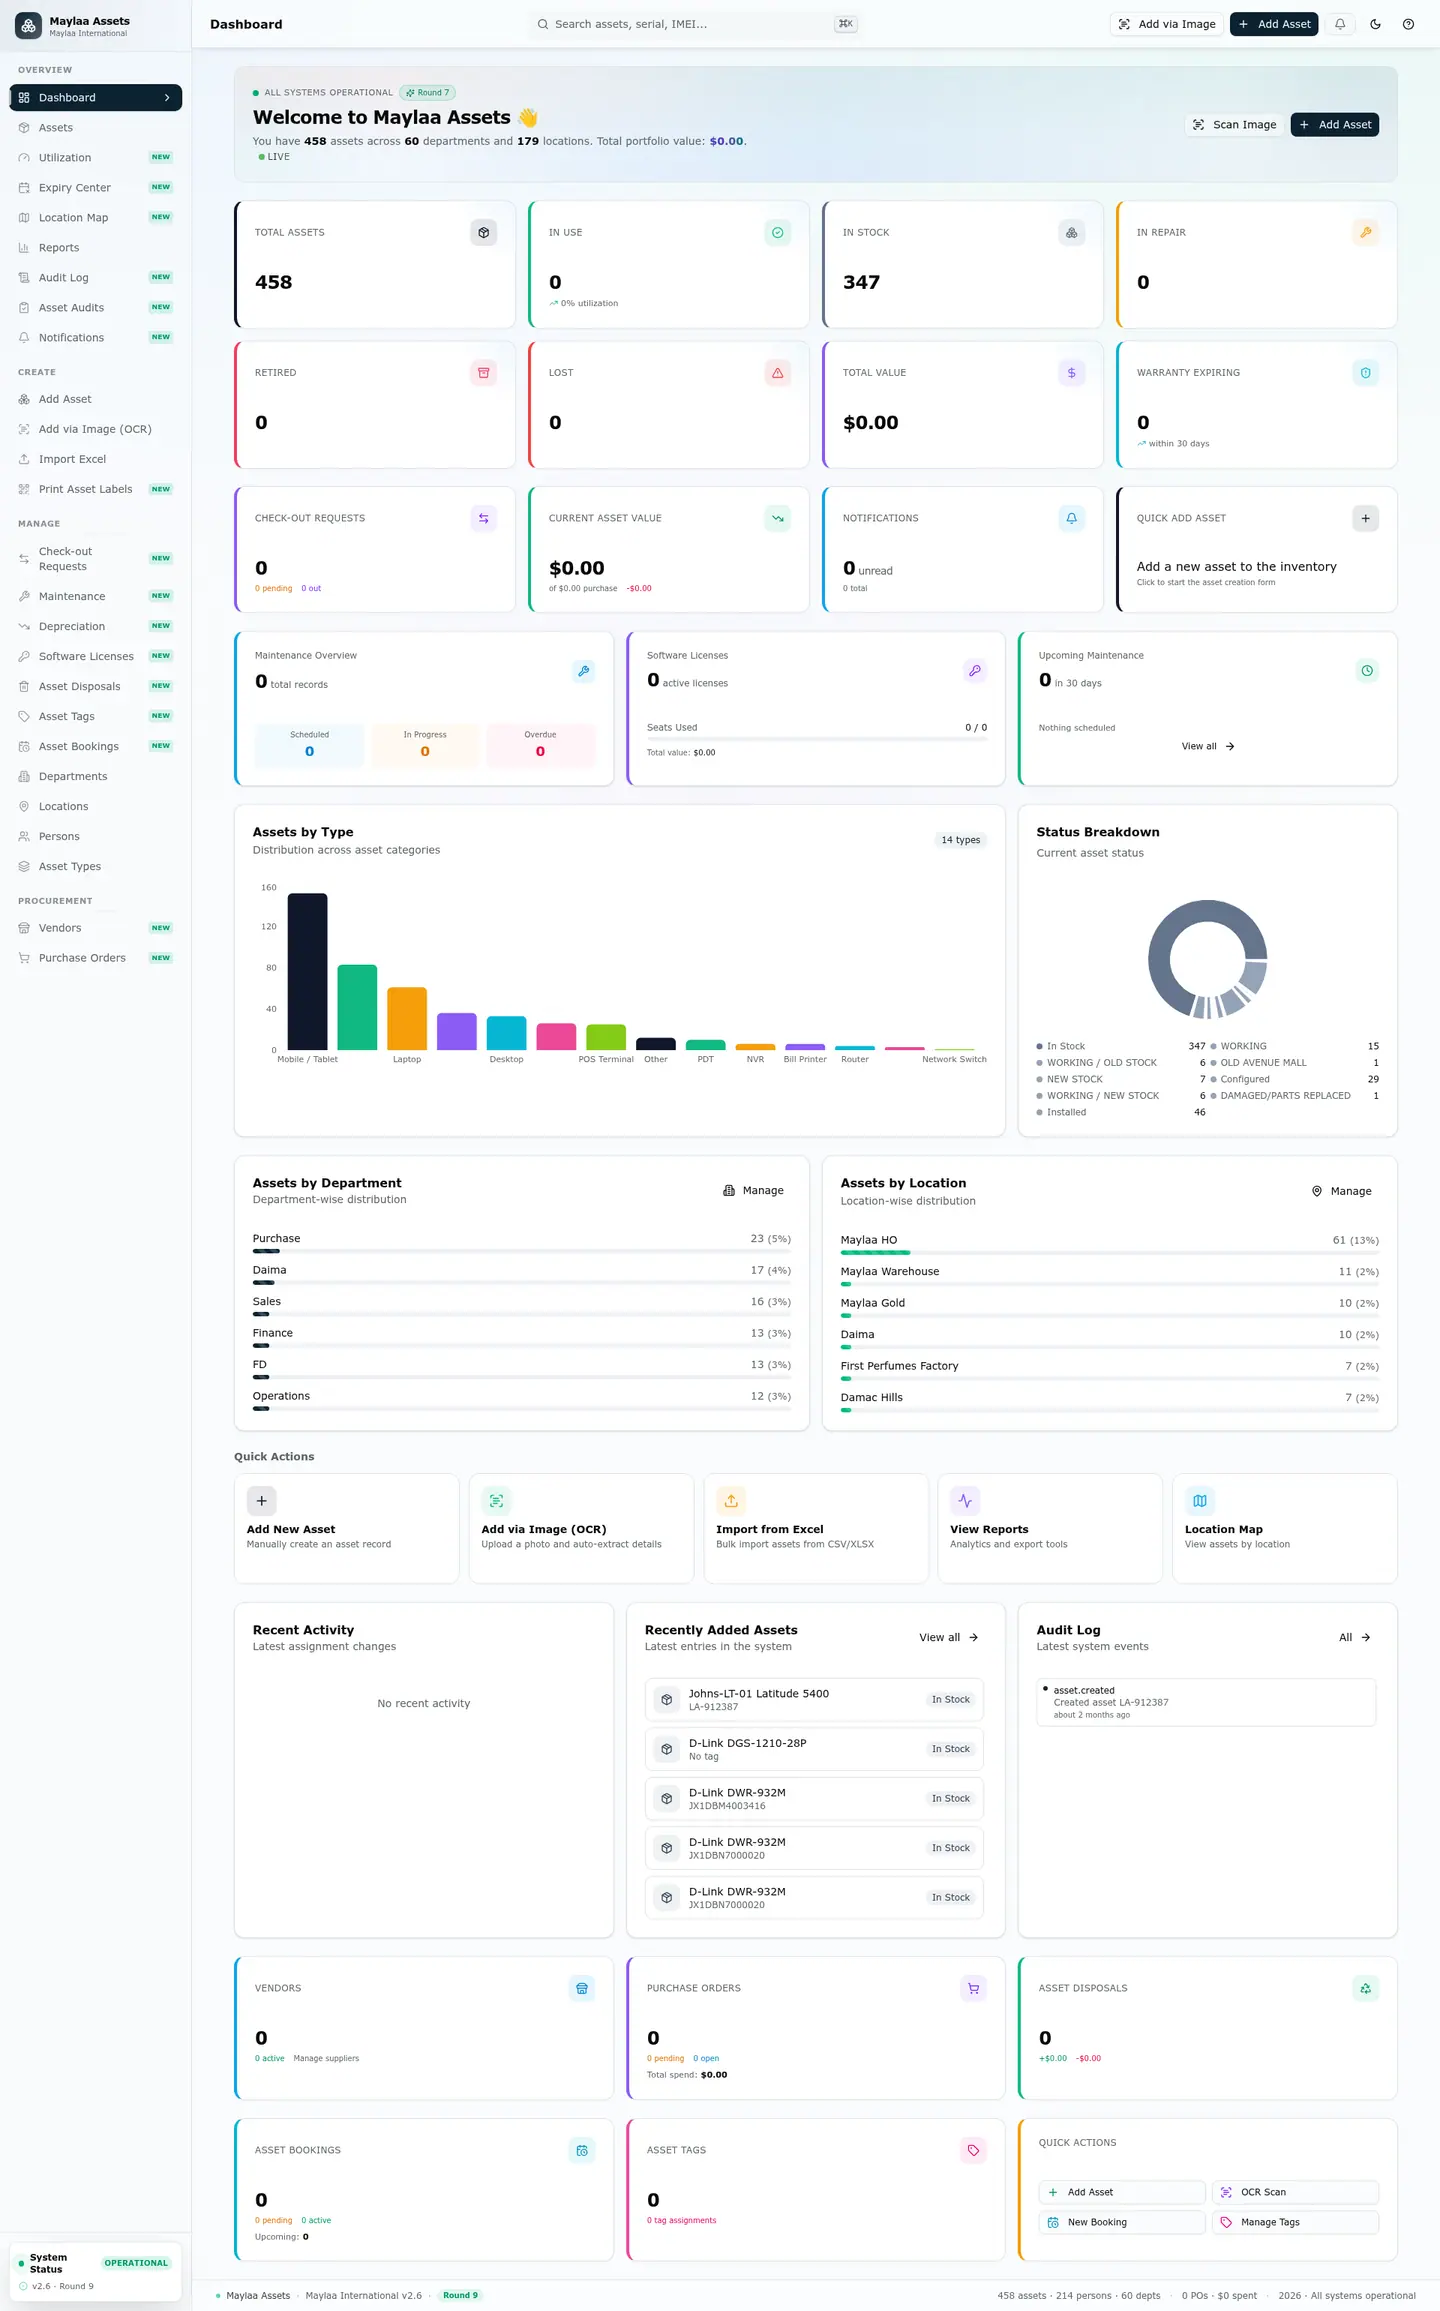 Maylaa Assets
Maylaa International
OVERVIEW
Dashboard
Assets
Utilization NEW
Expiry Center NEW
Location Map NEW
Reports
Audit Log NEW
Asset Audits NEW
Notifications NEW
CREATE
Add Asset
Add via Image (OCR)
Import Excel
Print Asset Labels NEW
MANAGE
Check-out Requests NEW
Maintenance NEW
Depreciation NEW
Software Licenses NEW
Asset Disposals NEW
Asset Tags NEW
Asset Bookings NEW
Departments
Locations
Persons
Asset Types
PROCUREMENT
Vendors NEW
Purchase Orders NEW
System Status OPERATIONAL
v2.6 · Round 9
Dashboard
Search assets, serial, IMEI...
⌘K
Add via Image
Add Asset
ALL SYSTEMS OPERATIONAL Round 7
Welcome to Maylaa Assets 👋
You have 458 assets across 60 departments and 179 locations. Total portfolio value: $0.00.
LIVE
Scan Image
Add Asset
TOTAL ASSETS
458
IN USE
0
0% utilization
IN STOCK
347
IN REPAIR
0
RETIRED
0
LOST
0
TOTAL VALUE
$0.00
WARRANTY EXPIRING
0
within 30 days
CHECK-OUT REQUESTS
0
0 pending 0 out
CURRENT ASSET VALUE
$0.00
of $0.00 purchase -$0.00
NOTIFICATIONS
0 unread
0 total
QUICK ADD ASSET
Add a new asset to the inventory
Click to start the asset creation form
Maintenance Overview
0 total records
Scheduled
0
In Progress
0
Overdue
0
Software Licenses
0 active licenses
Seats Used 0 / 0
Total value: $0.00
Upcoming Maintenance
0 in 30 days
Nothing scheduled
View all
Assets by Type
Distribution across asset categories
14 types
160
120
80
40
0
Mobile / Tablet Laptop Desktop POS Terminal Other PDT NVR Bill Printer Router Network Switch
Status Breakdown
Current asset status
In Stock 347
WORKING 15
WORKING / OLD STOCK 6
OLD AVENUE MALL 1
NEW STOCK 7
Configured 29
WORKING / NEW STOCK 6
DAMAGED/PARTS REPLACED 1
Installed 46
Assets by Department
Department-wise distribution
Manage
Purchase 23 (5%)
Daima 17 (4%)
Sales 16 (3%)
Finance 13 (3%)
FD 13 (3%)
Operations 12 (3%)
Assets by Location
Location-wise distribution
Manage
Maylaa HO 61 (13%)
Maylaa Warehouse 11 (2%)
Maylaa Gold 10 (2%)
Daima 10 (2%)
First Perfumes Factory 7 (2%)
Damac Hills 7 (2%)
Quick Actions
Add New Asset
Manually create an asset record
Add via Image (OCR)
Upload a photo and auto-extract details
Import from Excel
Bulk import assets from CSV/XLSX
View Reports
Analytics and export tools
Location Map
View assets by location
Recent Activity
Latest assignment changes
No recent activity
Recently Added Assets
Latest entries in the system
View all
Johns-LT-01 Latitude 5400
LA-912387
In Stock
D-Link DGS-1210-28P
No tag
In Stock
D-Link DWR-932M
JX1DBM4003416
In Stock
D-Link DWR-932M
JX1DBN7000020
In Stock
D-Link DWR-932M
JX1DBN7000020
In Stock
Audit Log
Latest system events
All
asset.created
Created asset LA-912387
about 2 months ago
VENDORS
0
0 active Manage suppliers
PURCHASE ORDERS
0
0 pending 0 open
Total spend: $0.00
ASSET DISPOSALS
0
+$0.00 -$0.00
ASSET BOOKINGS
0
0 pending 0 active
Upcoming: 0
ASSET TAGS
0
0 tag assignments
QUICK ACTIONS
Add Asset
OCR Scan
New Booking
Manage Tags
Maylaa Assets · Maylaa International v2.6 · Round 9
458 assets · 214 persons · 60 depts · 0 POs · $0 spent · 2026 · All systems operational